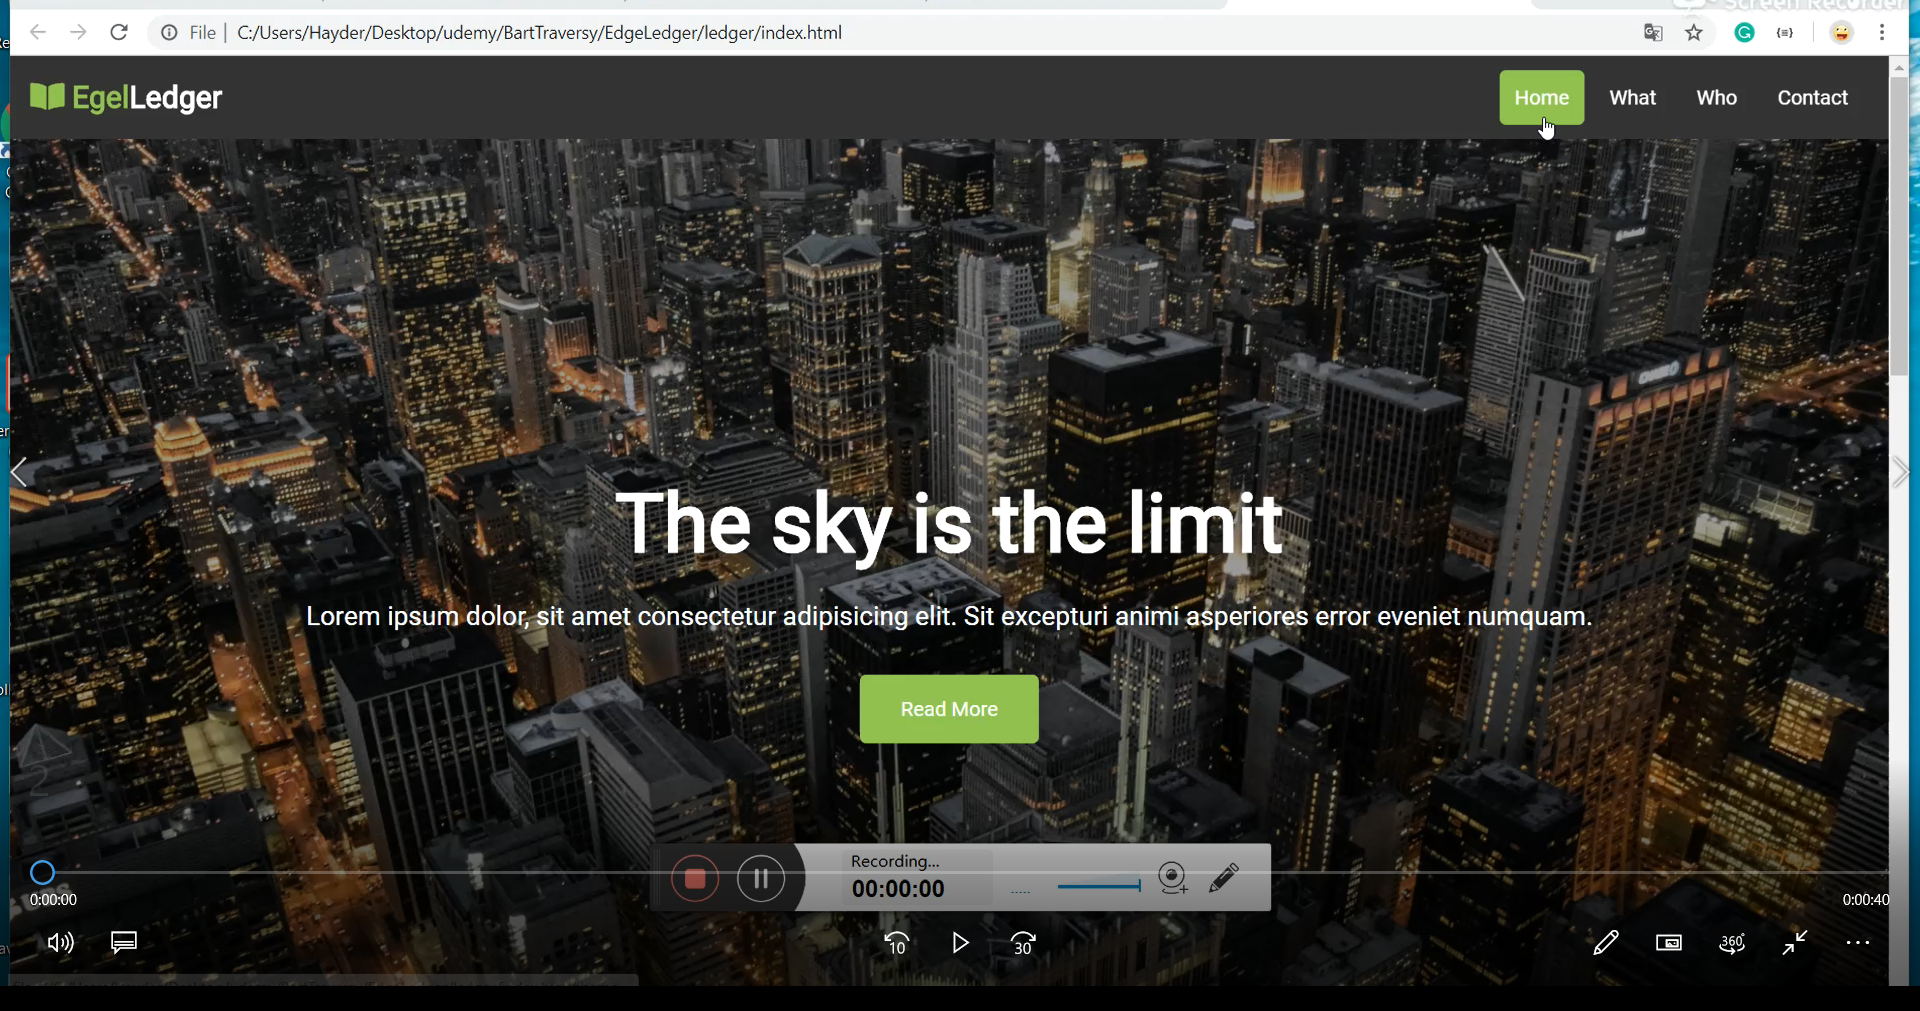 Screen Recorder
File | C:/Users/Hayder/Desktop/udemy/BartTraversy/EdgeLedger/ledger/index.html
EgelLedger
Home What Who Contact
The sky is the limit
Lorem ipsum dolor, sit amet consectetur adipisicing elit. Sit excepturi animi asperiores error eveniet numquam.
Read More
Recording...
00:00:00
0:00:00
0:00:40
10
30
360°